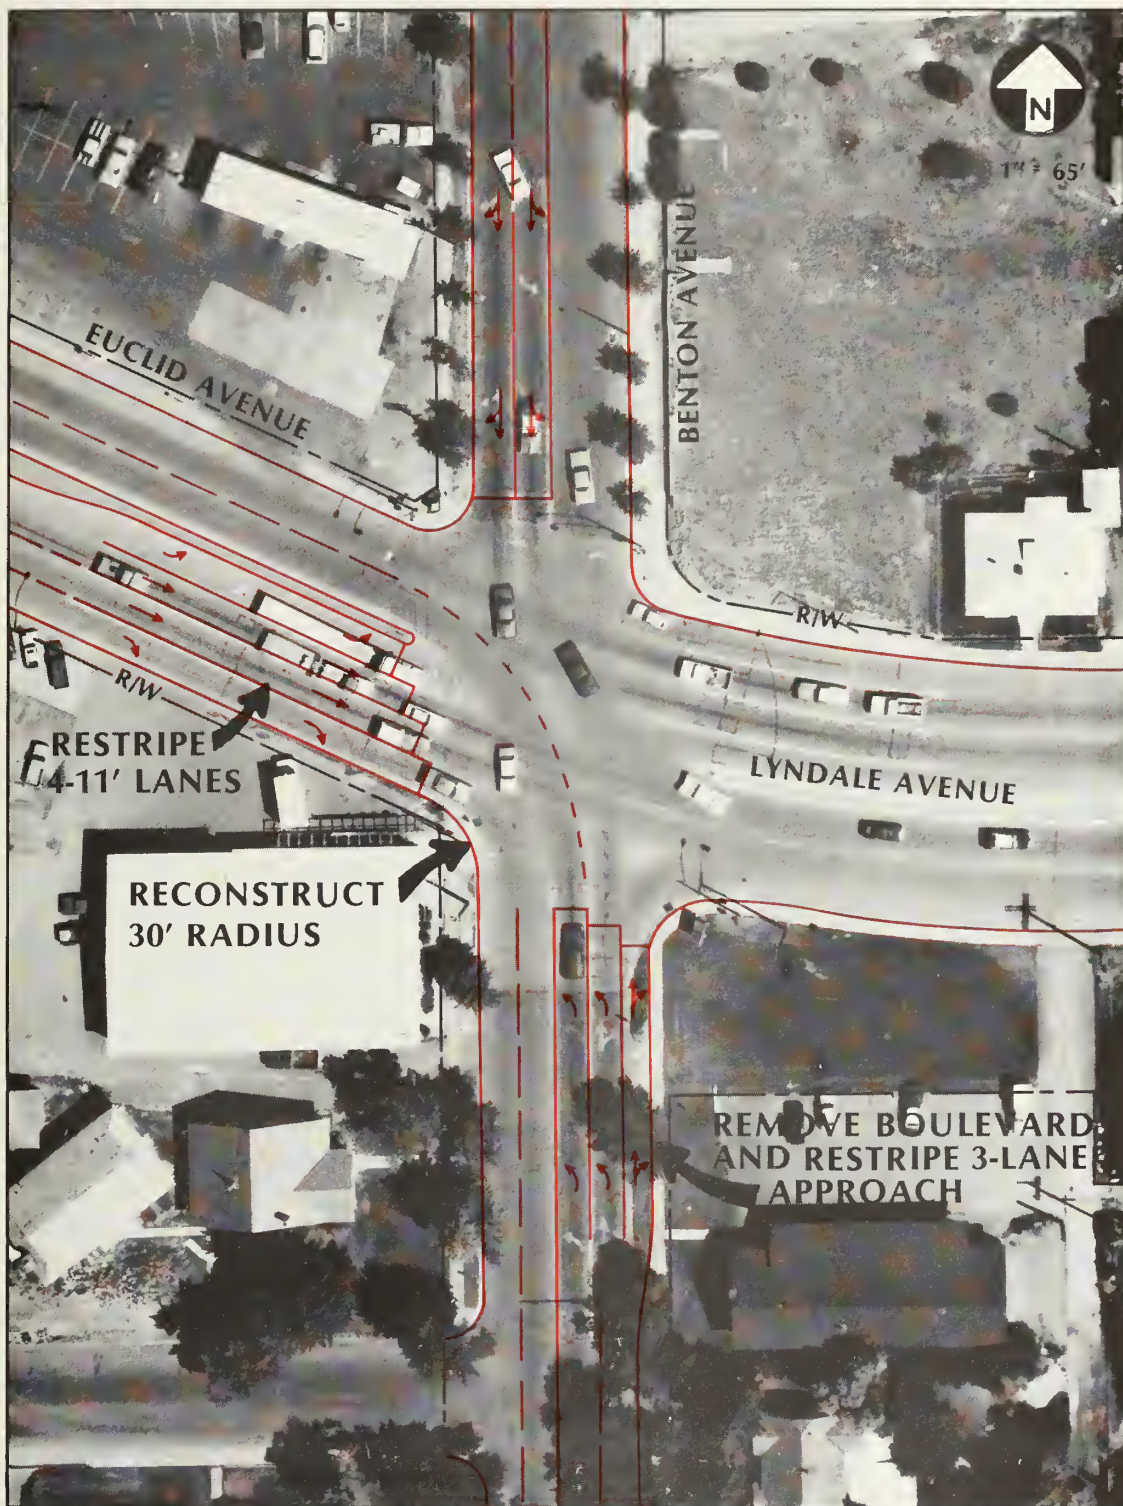 N
1" = 65'
BENTON AVENUE
EUCLID AVENUE
R/W
R/W
RESTRIPE
4-11' LANES
LYNDALE AVENUE
RECONSTRUCT
30' RADIUS
REMOVE BOULEVARD
AND RESTRIPE 3-LANE
APPROACH